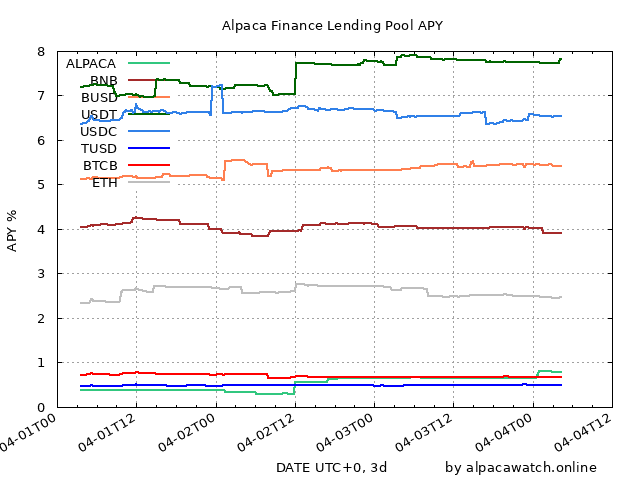 Alpaca Finance Lending Pool APY
8
7
6
5
4
3
2
1
0
APY %
ALPACA
BNB
BUSD
USDT
USDC
TUSD
BTCB
ETH
04-01T00
04-01T12
04-02T00
04-02T12
04-03T00
04-03T12
04-04T00
04-04T12
DATE UTC+0, 3d
by alpacawatch.online